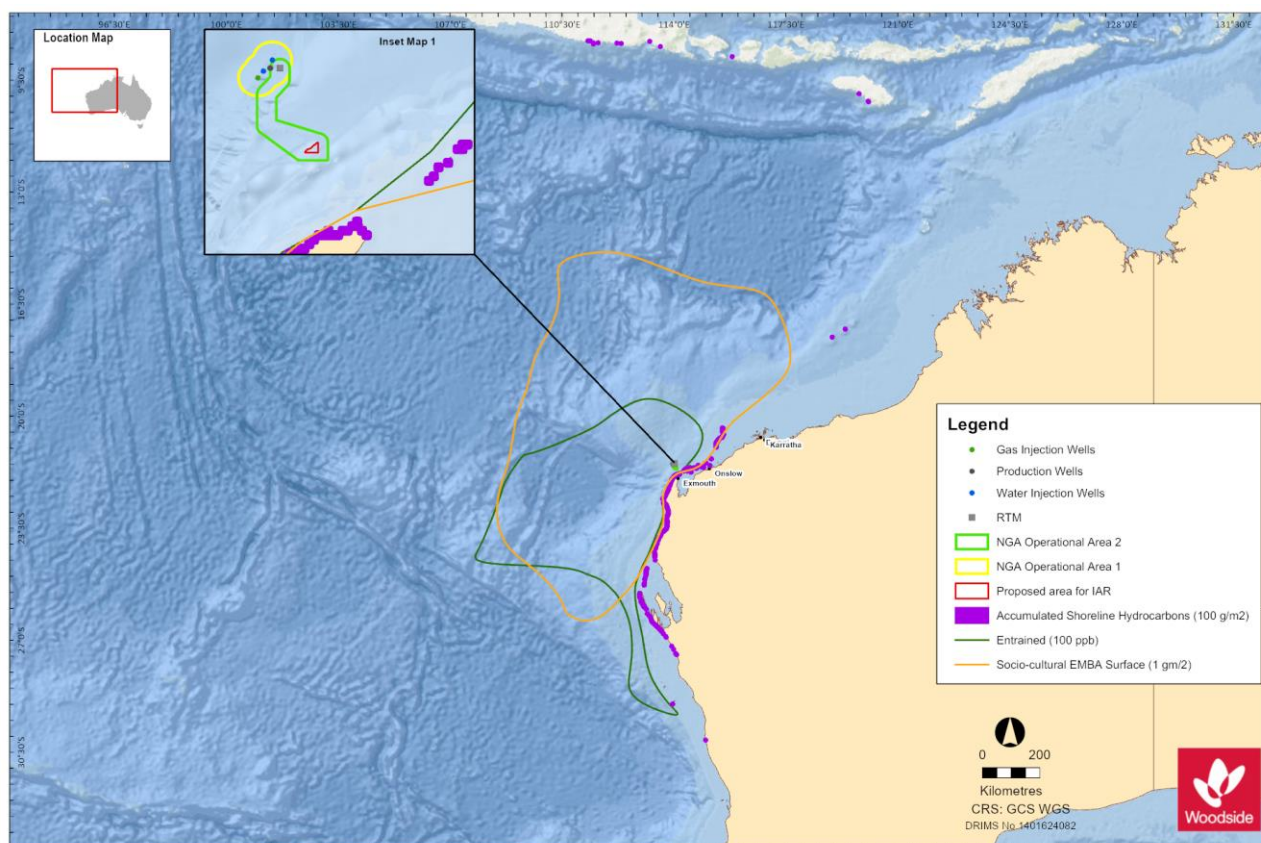 96°30'E
100°0'E
103°30'E
107°0'E
110°30'E
114°0'E
117°30'E
121°0'E
124°30'E
128°0'E
131°30'E
Location Map
Inset Map 1
9°30'S
13°0'S
16°30'S
20°0'S
23°30'S
27°0'S
30°30'S
Karratha
Onslow
Exmouth
Legend
Gas Injection Wells
Production Wells
Water Injection Wells
RTM
NGA Operational Area 2
NGA Operational Area 1
Proposed area for IAR
Accumulated Shoreline Hydrocarbons (100 g/m2)
Entrained (100 ppb)
Socio-cultural EMBA Surface (1 gm/2)
0 200
Kilometres
CRS: GCS WGS
DRIMS No 1401624082
Woodside